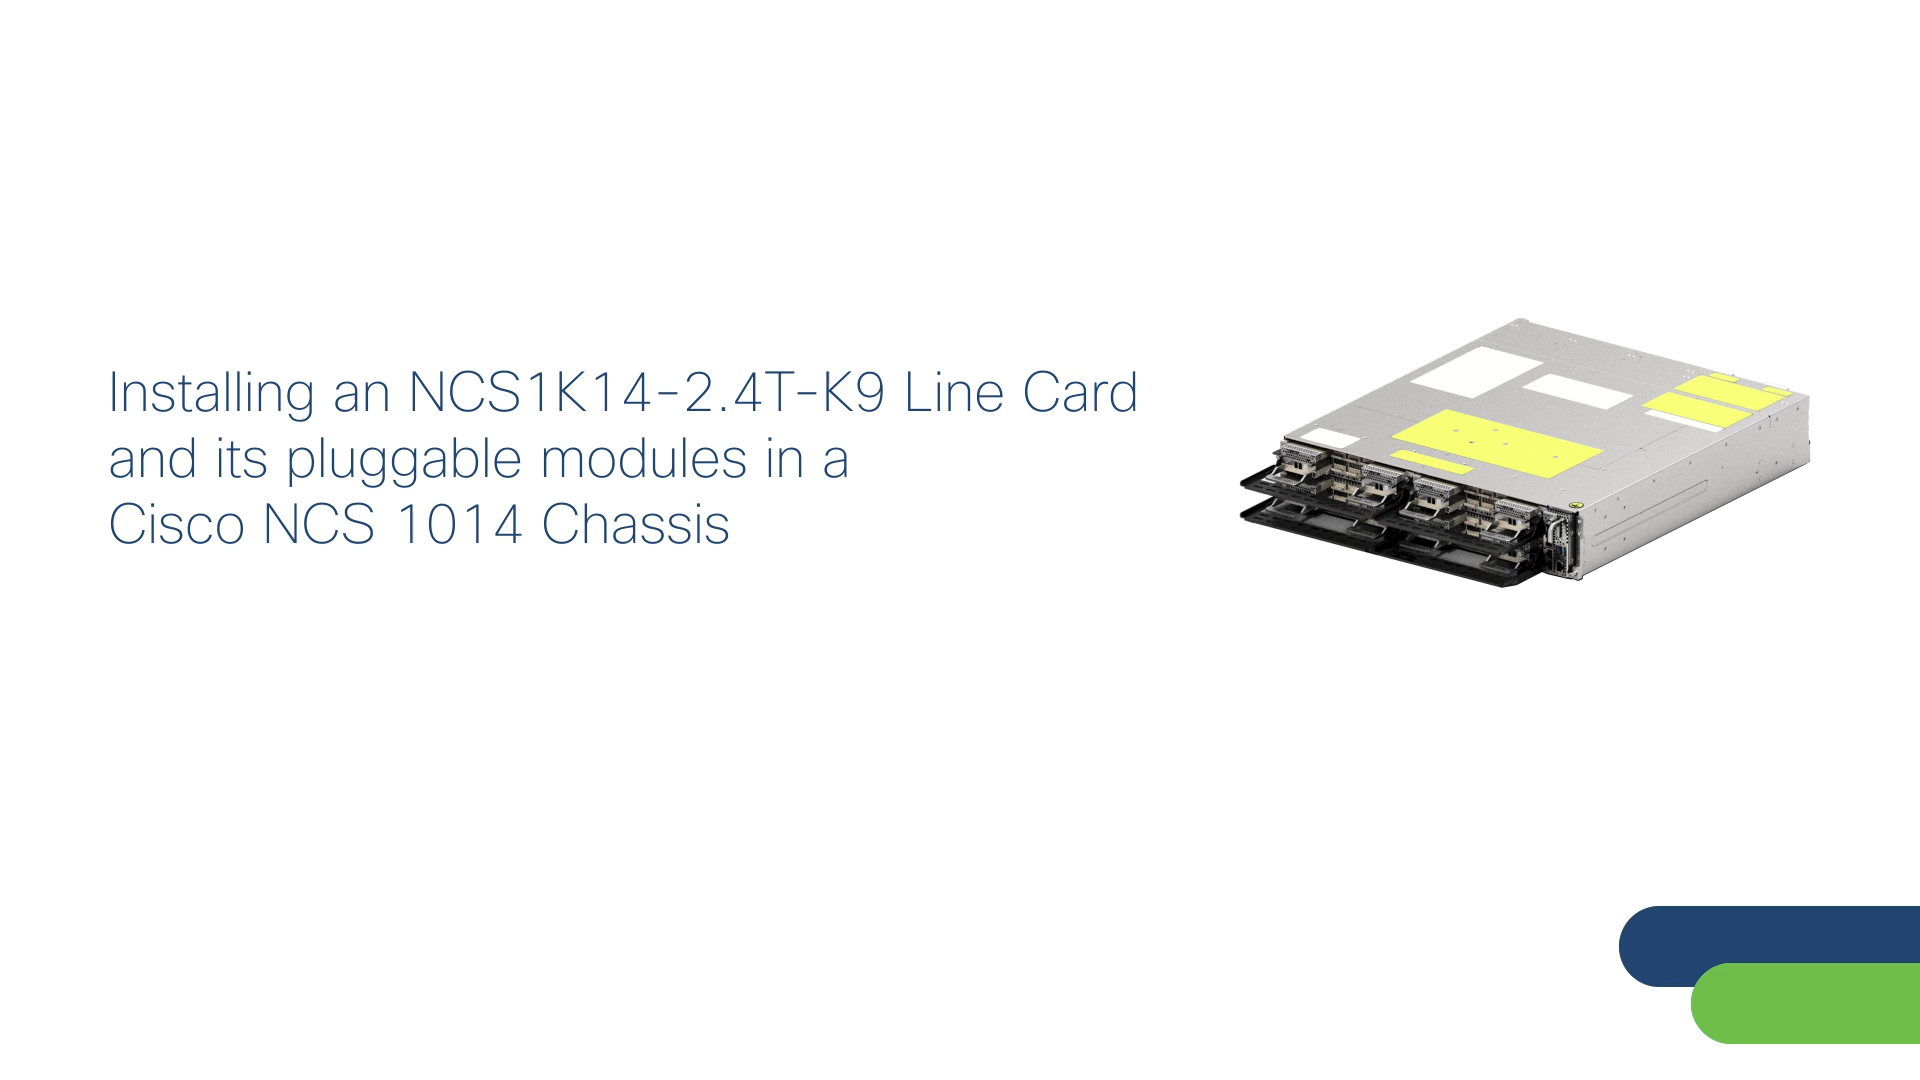 Installing an NCS1K14-2.4T-K9 Line Card
and its pluggable modules in a
Cisco NCS 1014 Chassis